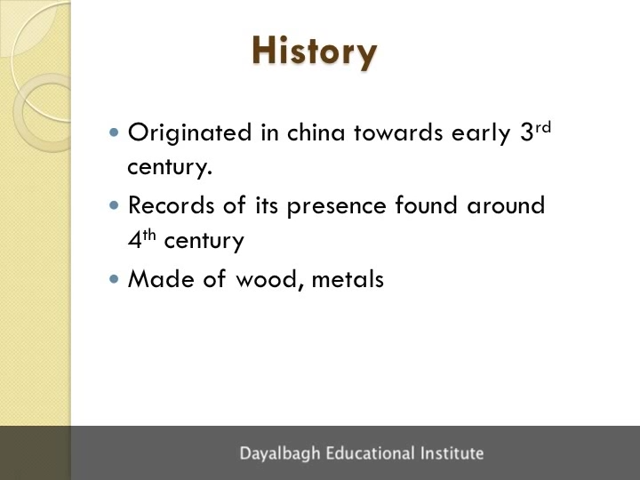 History
Originated in china towards early 3rd
century.
Records of its presence found around
4th century
Made of wood, metals
Dayalbagh Educational Institute